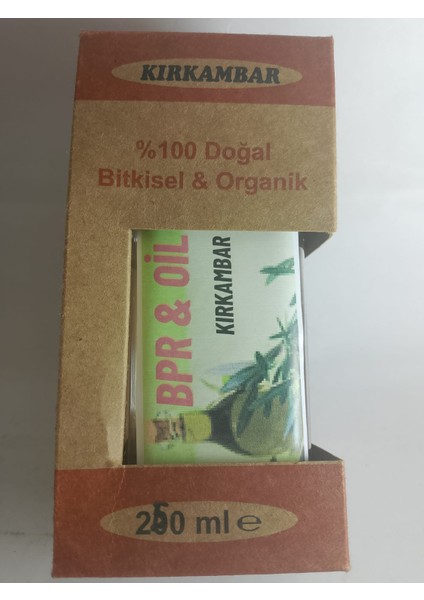 KIRKAMBAR
%100 Doğal
Bitkisel & Organik
BPR & OİL
KIRKAMBAR
250 ml ℮